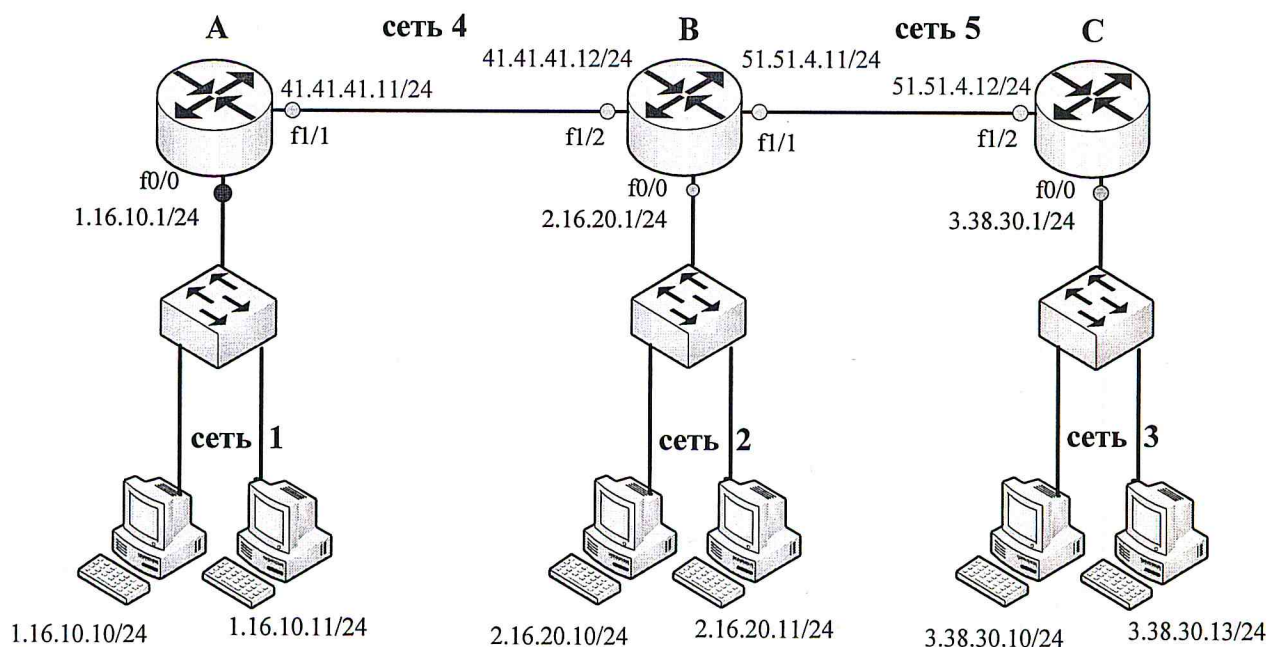 A
сеть 4
B
сеть 5
C
41.41.41.11/24
41.41.41.12/24
51.51.4.11/24
51.51.4.12/24
f1/1
f1/2
f1/1
f1/2
f0/0
f0/0
f0/0
1.16.10.1/24
2.16.20.1/24
3.38.30.1/24
сеть 1
сеть 2
сеть 3
1.16.10.10/24
1.16.10.11/24
2.16.20.10/24
2.16.20.11/24
3.38.30.10/24
3.38.30.13/24